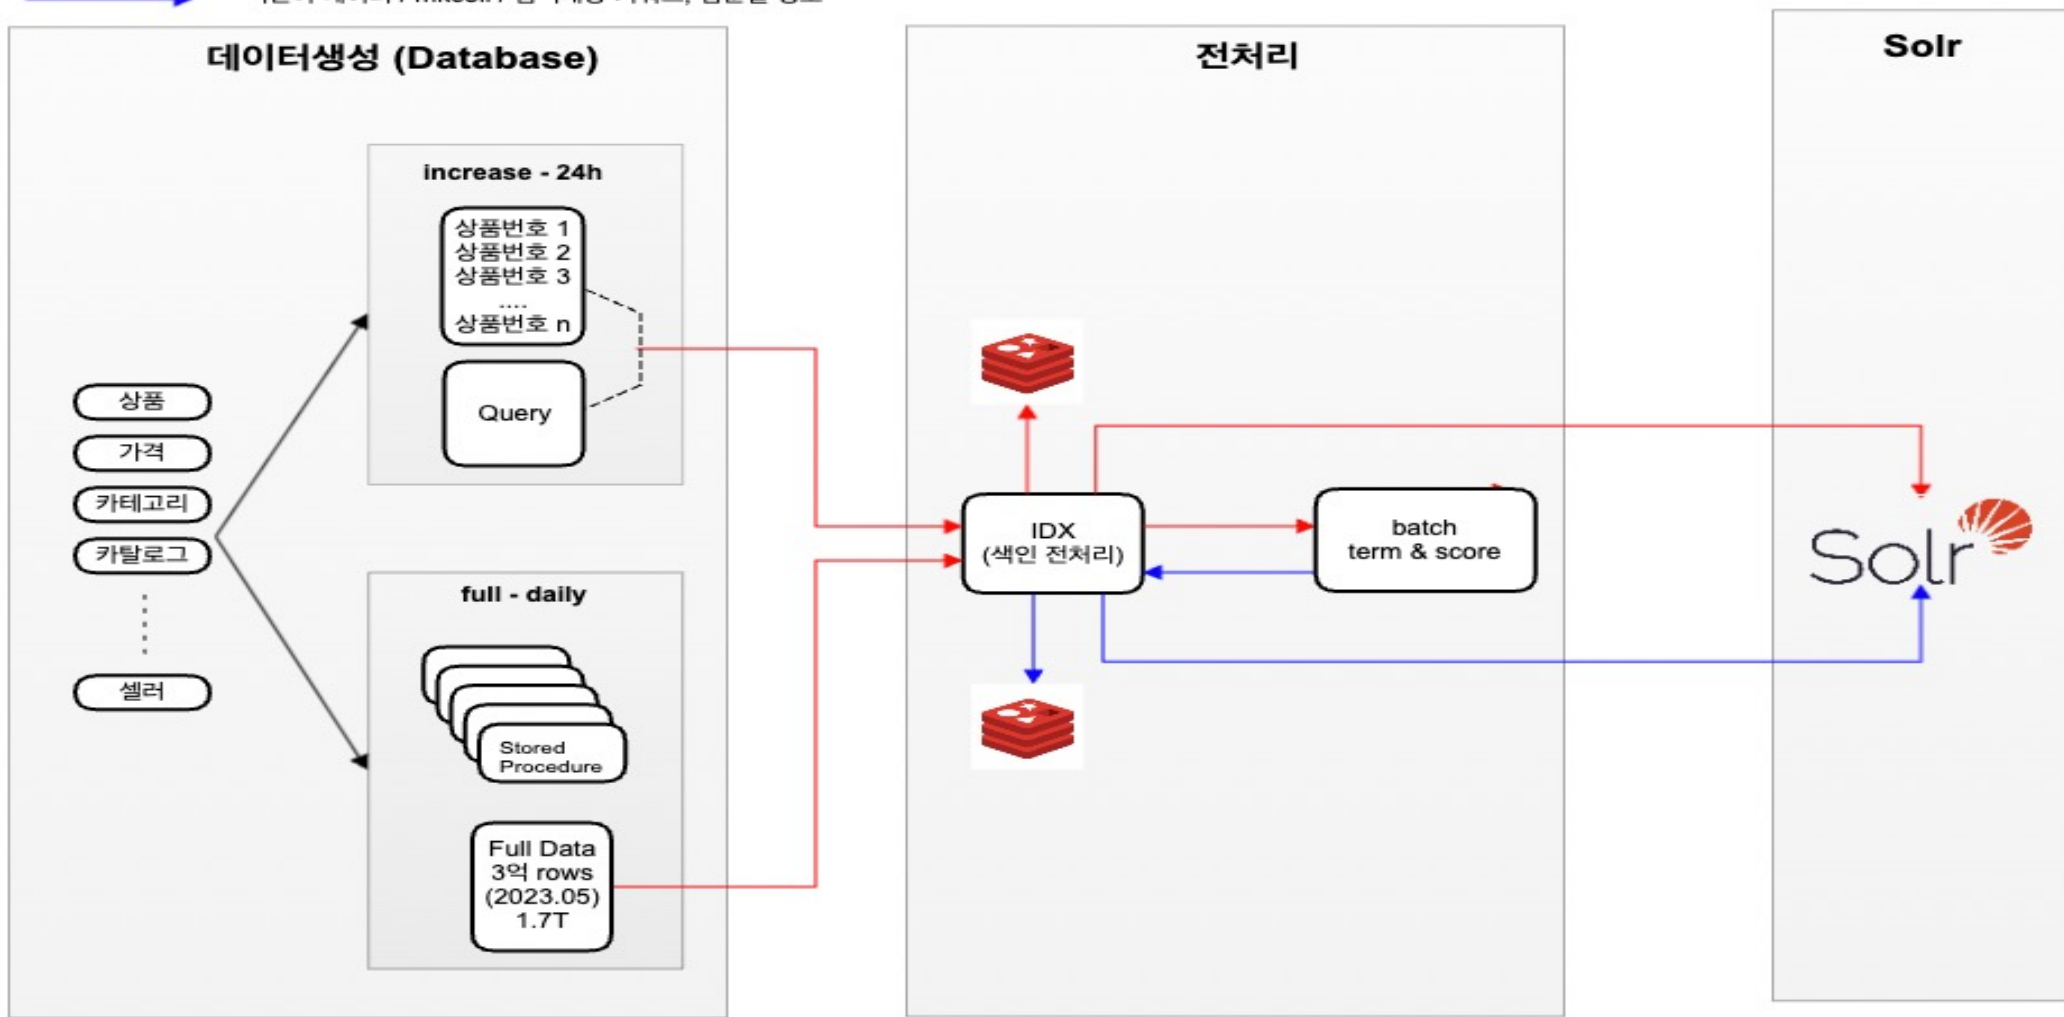 데이터생성 (Database)
increase - 24h
상품번호 1
상품번호 2
상품번호 3
....
상품번호 n
Query
상품
가격
카테고리
카탈로그
셀러
full - daily
Stored
Procedure
Full Data
3억 rows
(2023.05)
1.7T
전처리
IDX
(색인 전처리)
batch
term & score
Solr
Solr